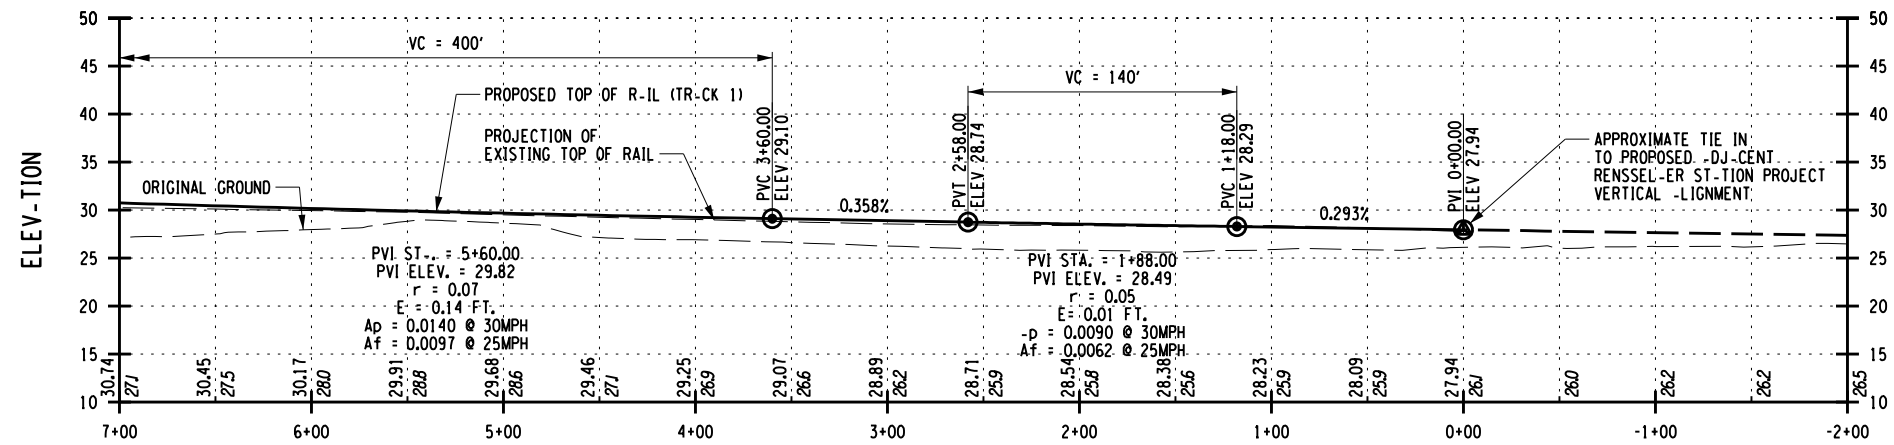 50
45
40
35
30
25
20
15
10
ELEV-TION
VC = 400'
PROPOSED TOP OF R-IL (TR-CK 1)
PROJECTION OF
EXISTING TOP OF RAIL
ORIGINAL GROUND
PVI ST-. = 5+60.00
PVI ELEV. = 29.82
r = 0.07
E = 0.14 FT.
Ap = 0.0140 @ 30MPH
Af = 0.0097 @ 25MPH
PVC 3+60.00
ELEV 29.10
0.358%
VC = 140'
PVT 2+58.00
ELEV 28.74
PVC 1+18.00
ELEV 28.29
PVI STA. = 1+88.00
PVI ELEV. = 28.49
r = 0.05
E= 0.01 FT.
-p = 0.0090 @ 30MPH
Af = 0.0062 @ 25MPH
0.293%
PVI 0+00.00
ELEV 27.94
APPROXIMATE TIE IN
TO PROPOSED -DJ-CENT
RENSSEL-ER ST-TION PROJECT
VERTICAL -LIGNMENT
50
45
40
35
30
25
20
15
10
30.74
27.1
30.45
27.5
30.17
28.0
29.91
28.8
29.68
28.6
29.46
27.1
29.25
26.9
29.07
26.6
28.89
26.2
28.71
25.9
28.54
25.8
28.38
25.6
28.23
25.9
28.09
25.9
27.94
26.1
26.0
26.2
26.2
26.5
7+00
6+00
5+00
4+00
3+00
2+00
1+00
0+00
-1+00
-2+00